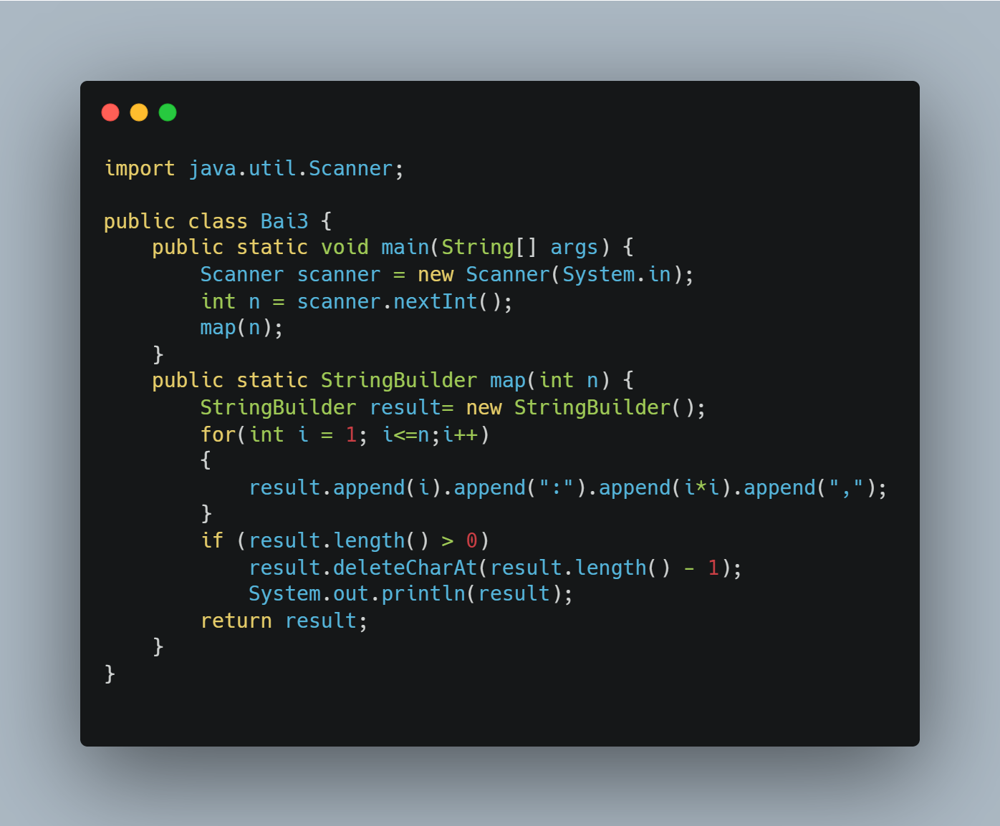 import java.util.Scanner;

public class Bai3 {
    public static void main(String[] args) {
        Scanner scanner = new Scanner(System.in);
        int n = scanner.nextInt();
        map(n);
    }
    public static StringBuilder map(int n) {
        StringBuilder result= new StringBuilder();
        for(int i = 1; i<=n;i++)
        {
            result.append(i).append(":").append(i*i).append(",");
        }
        if (result.length() > 0)
            result.deleteCharAt(result.length() - 1);
            System.out.println(result);
        return result;
    }
}